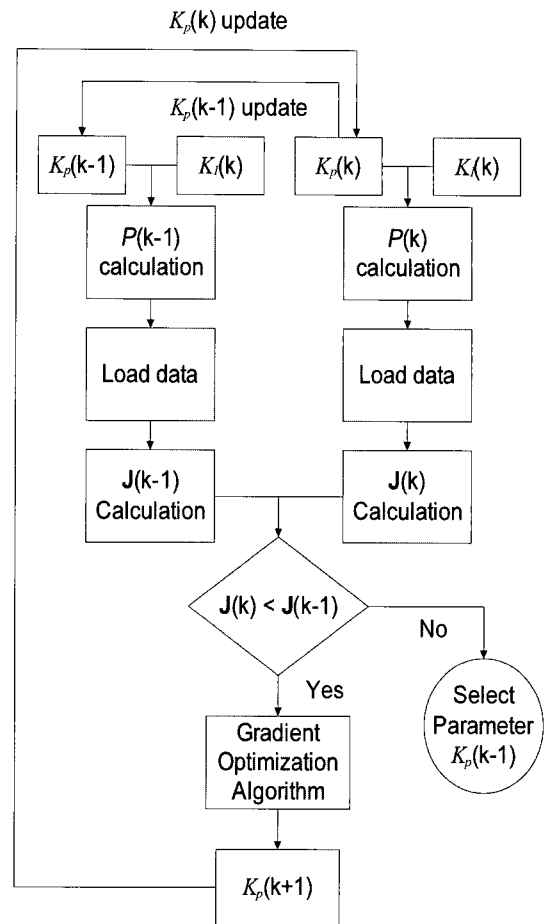 K_p(k) update
K_p(k-1) update
K_p(k-1)
K_I(k)
K_p(k)
K_I(k)
P(k-1)
calculation
P(k)
calculation
Load data
Load data
J(k-1)
Calculation
J(k)
Calculation
J(k) < J(k-1)
No
Yes
Select
Parameter
K_p(k-1)
Gradient
Optimization
Algorithm
K_p(k+1)